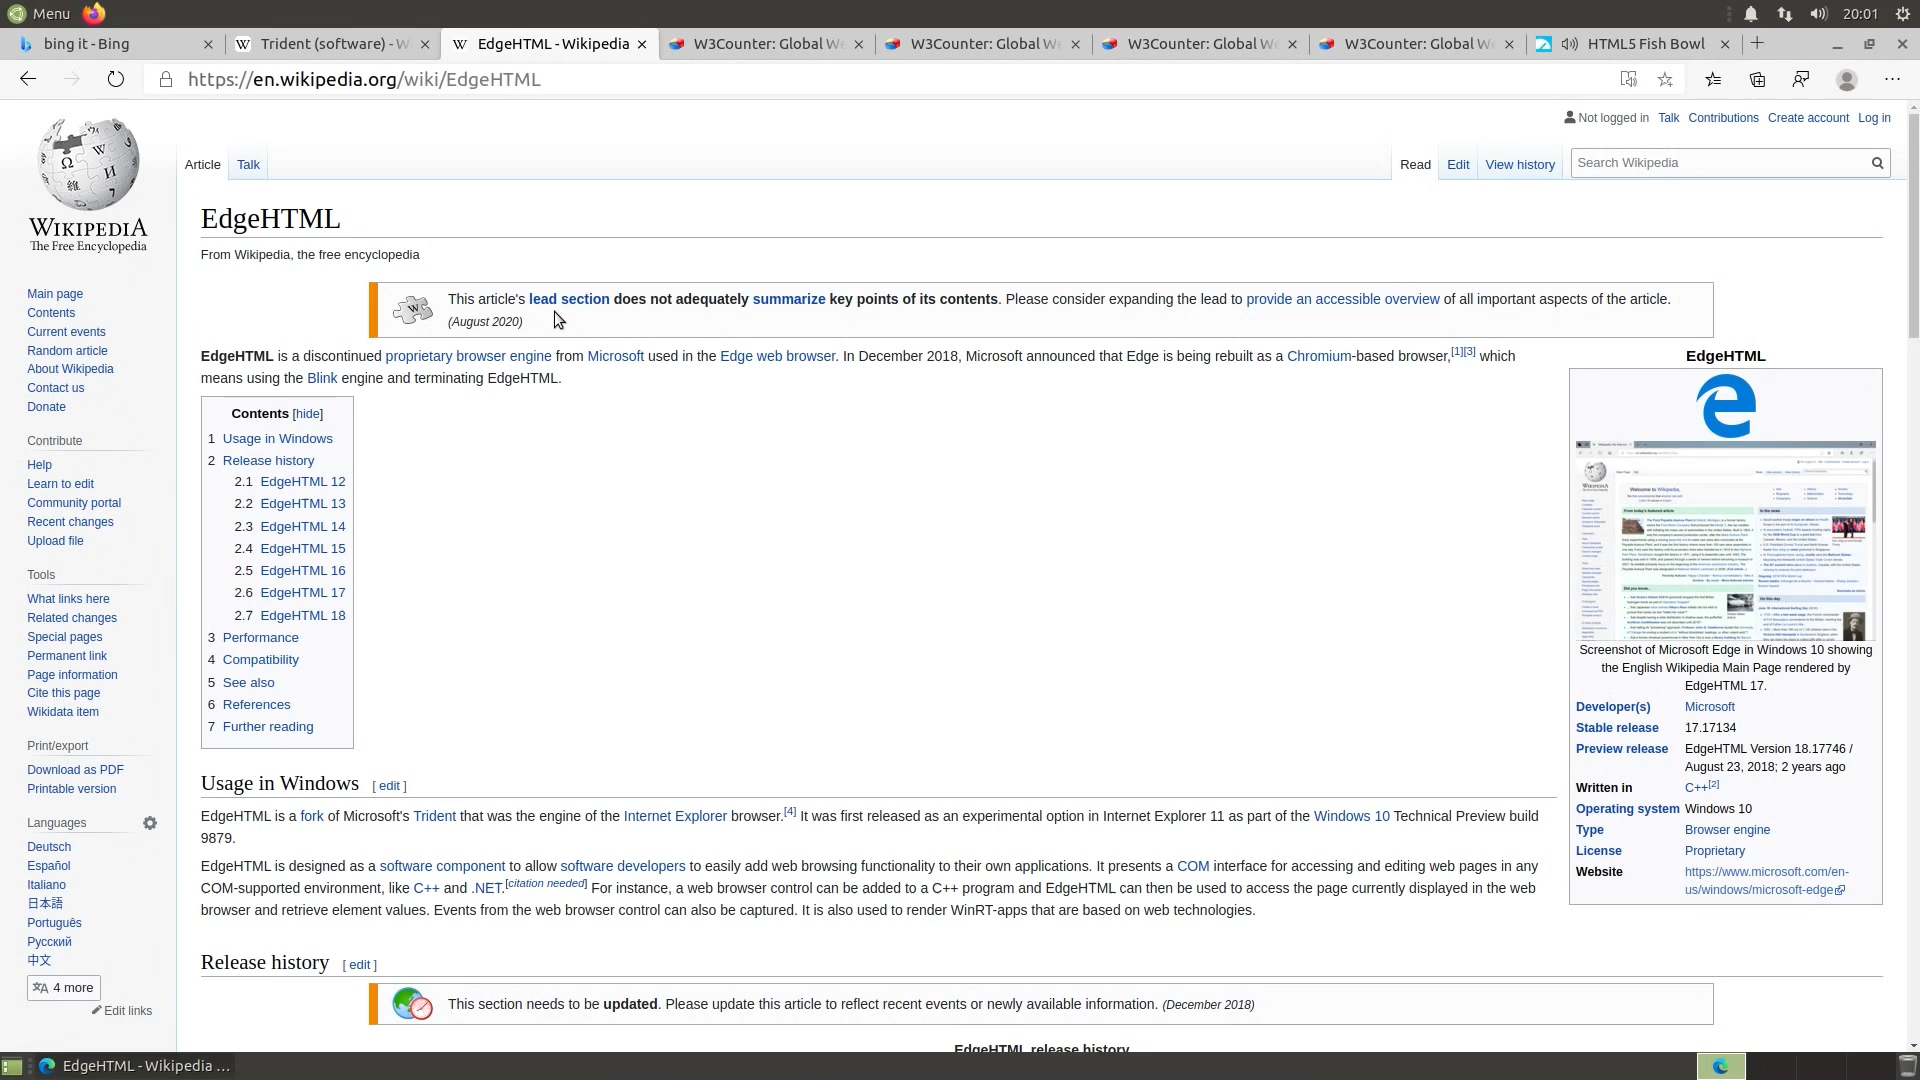 Menu
20:01
bing it - Bing
Trident (software) - W
EdgeHTML - Wikipedia
W3Counter: Global We
W3Counter: Global We
W3Counter: Global We
W3Counter: Global We
HTML5 Fish Bowl
https://en.wikipedia.org/wiki/EdgeHTML
WIKIPEDIA
The Free Encyclopedia
Not logged in Talk Contributions Create account Log in
Article Talk
Read Edit View history Search Wikipedia
Main page
Contents
Current events
Random article
About Wikipedia
Contact us
Donate
Contribute
Help
Learn to edit
Community portal
Recent changes
Upload file
Tools
What links here
Related changes
Special pages
Permanent link
Page information
Cite this page
Wikidata item
Print/export
Download as PDF
Printable version
Languages
Deutsch
Español
Italiano
日本語
Português
Русский
中文
4 more
Edit links
EdgeHTML
From Wikipedia, the free encyclopedia
This article's lead section does not adequately summarize key points of its contents. Please consider expanding the lead to provide an accessible overview of all important aspects of the article.
(August 2020)
EdgeHTML is a discontinued proprietary browser engine from Microsoft used in the Edge web browser. In December 2018, Microsoft announced that Edge is being rebuilt as a Chromium-based browser,[1][3] which
means using the Blink engine and terminating EdgeHTML.
Contents [hide]
1 Usage in Windows
2 Release history
2.1 EdgeHTML 12
2.2 EdgeHTML 13
2.3 EdgeHTML 14
2.4 EdgeHTML 15
2.5 EdgeHTML 16
2.6 EdgeHTML 17
2.7 EdgeHTML 18
3 Performance
4 Compatibility
5 See also
6 References
7 Further reading
EdgeHTML
Screenshot of Microsoft Edge in Windows 10 showing
the English Wikipedia Main Page rendered by
EdgeHTML 17.
Developer(s) Microsoft
Stable release 17.17134
Preview release EdgeHTML Version 18.17746 /
August 23, 2018; 2 years ago
Written in C++[2]
Operating system Windows 10
Type Browser engine
License Proprietary
Website https://www.microsoft.com/en-
us/windows/microsoft-edge
Usage in Windows [ edit ]
EdgeHTML is a fork of Microsoft's Trident that was the engine of the Internet Explorer browser.[4] It was first released as an experimental option in Internet Explorer 11 as part of the Windows 10 Technical Preview build
9879.
EdgeHTML is designed as a software component to allow software developers to easily add web browsing functionality to their own applications. It presents a COM interface for accessing and editing web pages in any
COM-supported environment, like C++ and .NET.[citation needed] For instance, a web browser control can be added to a C++ program and EdgeHTML can then be used to access the page currently displayed in the web
browser and retrieve element values. Events from the web browser control can also be captured. It is also used to render WinRT-apps that are based on web technologies.
Release history [ edit ]
This section needs to be updated. Please update this article to reflect recent events or newly available information. (December 2018)
EdgeHTML release history
EdgeHTML - Wikipedia ...